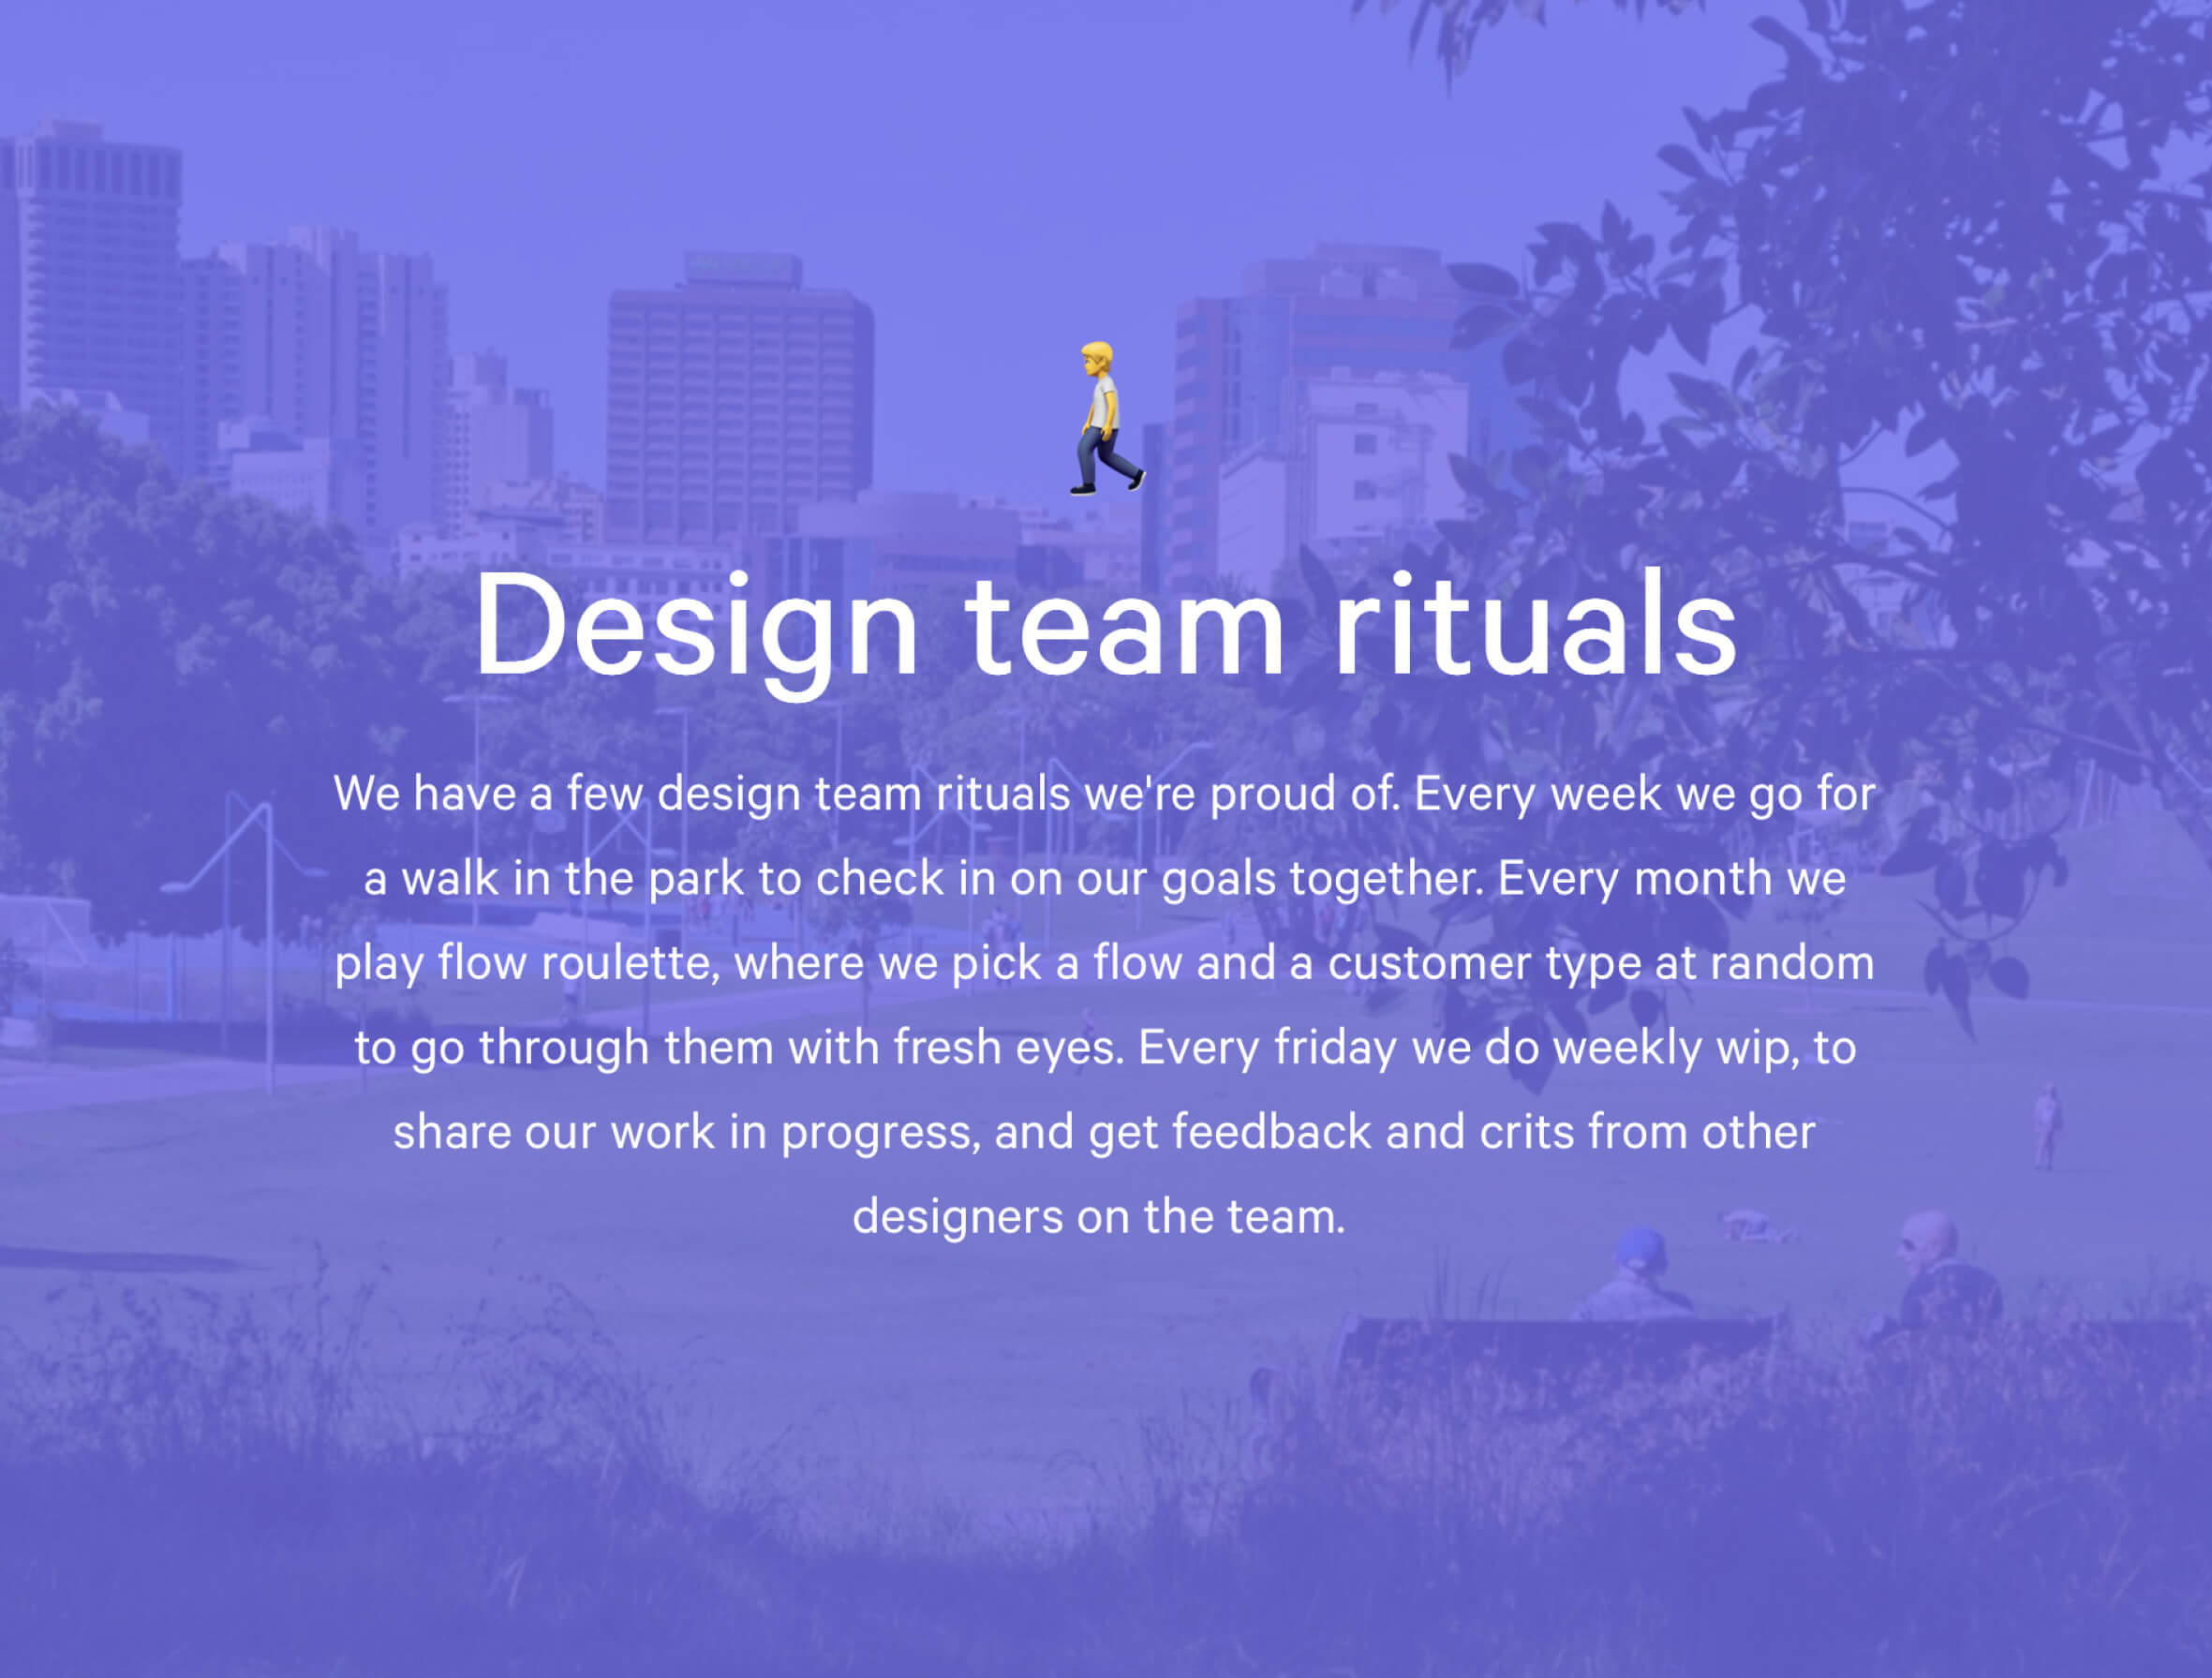 Design team rituals
We have a few design team rituals we're proud of. Every week we go for
a walk in the park to check in on our goals together. Every month we
play flow roulette, where we pick a flow and a customer type at random
to go through them with fresh eyes. Every friday we do weekly wip, to
share our work in progress, and get feedback and crits from other
designers on the team.